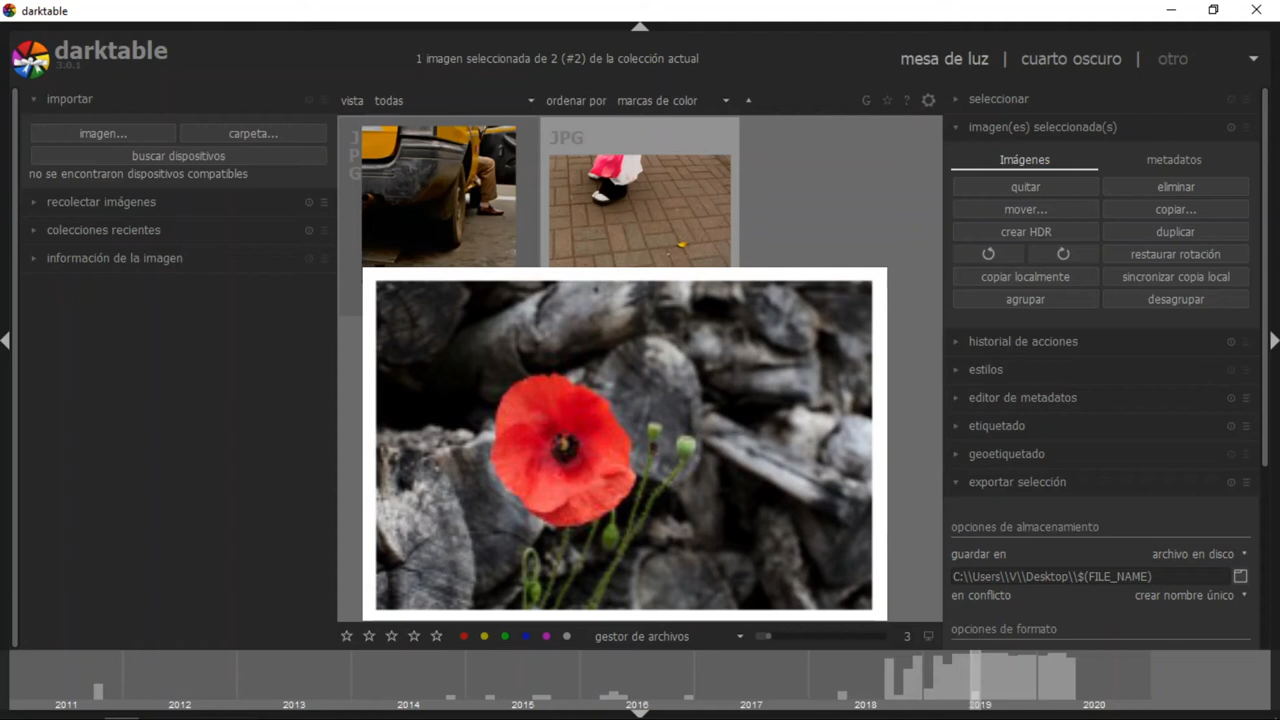 darktable
darktable
3.0.1
1 imagen seleccionada de 2 (#2) de la colección actual
mesa de luz | cuarto oscuro | otro
importar
imagen...
carpeta...
buscar dispositivos
no se encontraron dispositivos compatibles
recolectar imágenes
colecciones recientes
información de la imagen
vista todas
ordenar por marcas de color
G ☆ ?
JPG
JPG
seleccionar
imagen(es) seleccionada(s)
Imágenes
metadatos
quitar
eliminar
mover...
copiar...
crear HDR
duplicar
restaurar rotación
copiar localmente
sincronizar copia local
agrupar
desagrupar
historial de acciones
estilos
editor de metadatos
etiquetado
geoetiquetado
exportar selección
opciones de almacenamiento
guardar en archivo en disco
C:\\Users\\V\\Desktop\\$(FILE_NAME)
en conflicto crear nombre único
opciones de formato
gestor de archivos
3
2011 2012 2013 2014 2015 2016 2017 2018 2019 2020